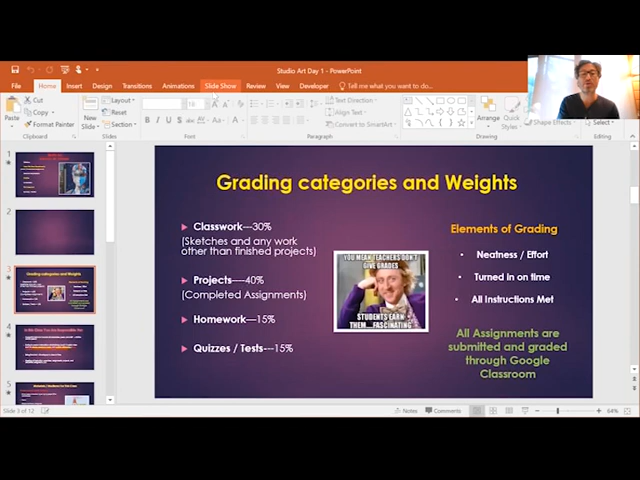 Studio Art Day 1 - PowerPoint
File
Home
Insert
Design
Transitions
Animations
Slide Show
Review
View
Developer
Tell me what you want to do...
Paste
Cut
Copy
Format Painter
Clipboard
New
Slide
Layout
Reset
Section
Slides
Font
Text Direction
Align Text
Convert to SmartArt
Paragraph
Arrange
Quick
Styles
Shape Effects
Drawing
Select
Editing
1
2
3
4
5
Grading categories and Weights
Classwork---30%
(Sketches and any work
other than finished projects)
Projects----40%
(Completed Assignments)
Homework---15%
Quizzes / Tests---15%
YOU MEAN TEACHERS DON'T
GIVE GRADES
STUDENTS EARN
THEM....FASCINATING
Elements of Grading
Neatness / Effort
Turned in on time
All Instructions Met
All Assignments are
submitted and graded
through Google
Classroom
Slide 3 of 12
Notes
Comments
64%